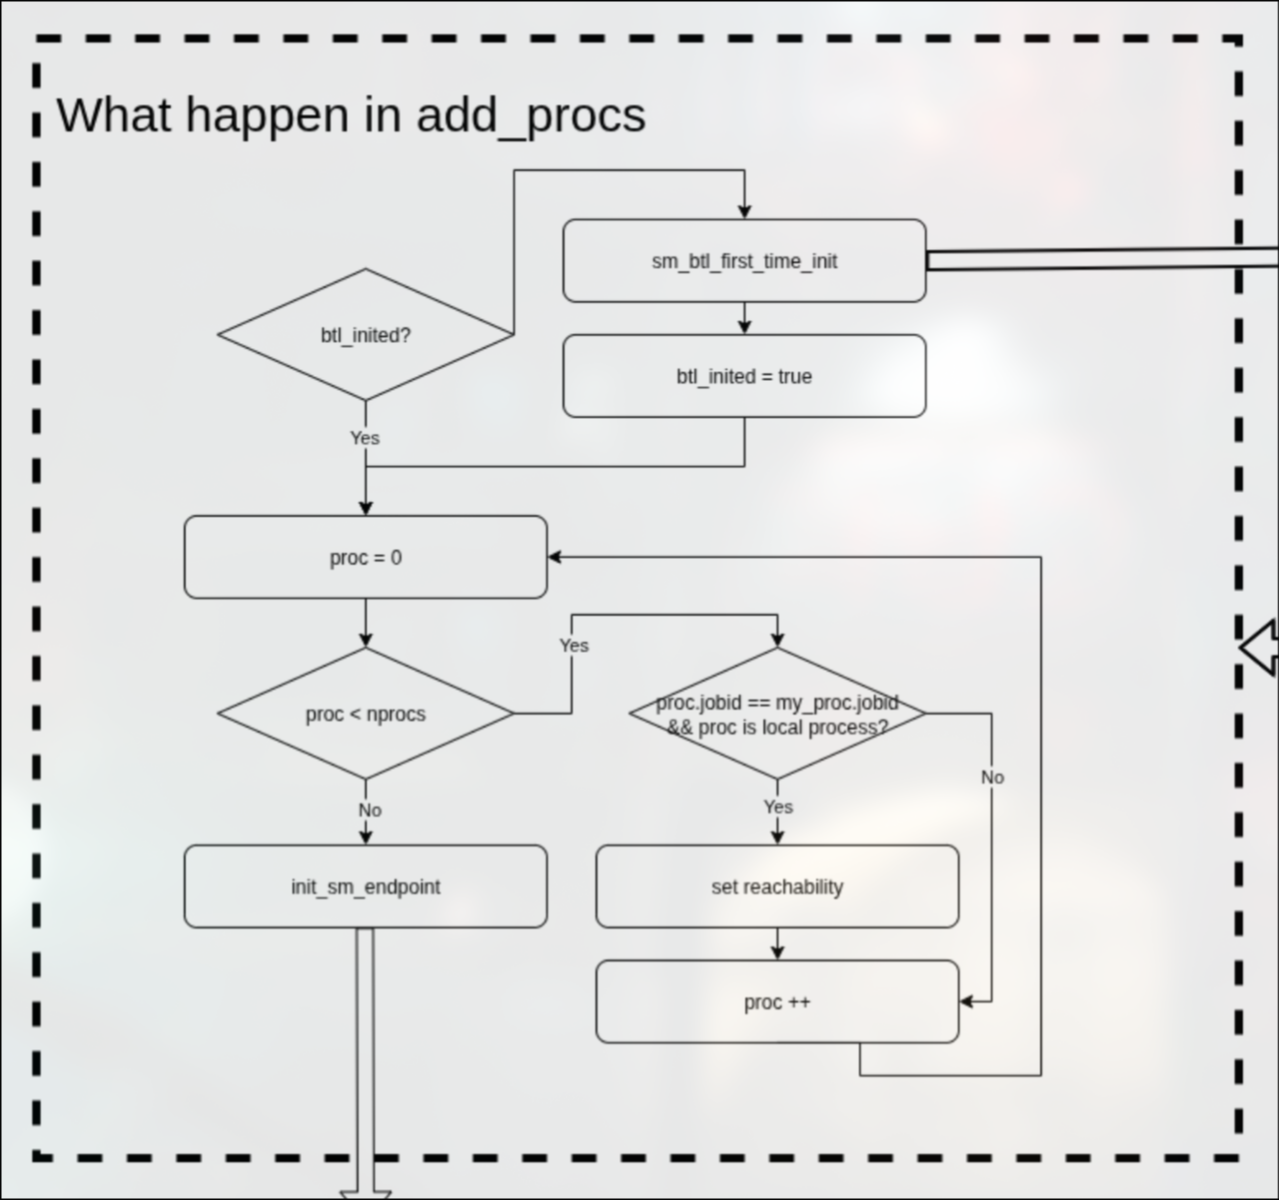 What happen in add_procs
sm_btl_first_time_init
btl_inited?
btl_inited = true
Yes
proc = 0
Yes
proc < nprocs
proc.jobid == my_proc.jobid
&& proc is local process?
No
No
Yes
init_sm_endpoint
set reachability
proc ++